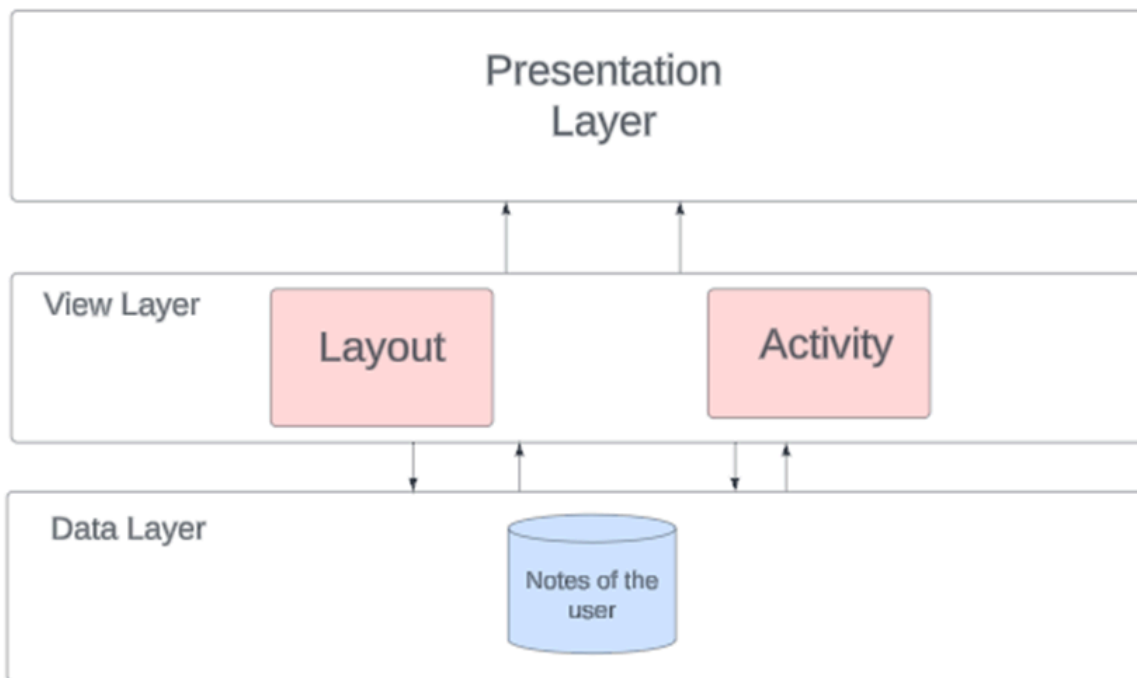 Presentation
Layer
View Layer
Layout
Activity
Data Layer
Notes of the
user